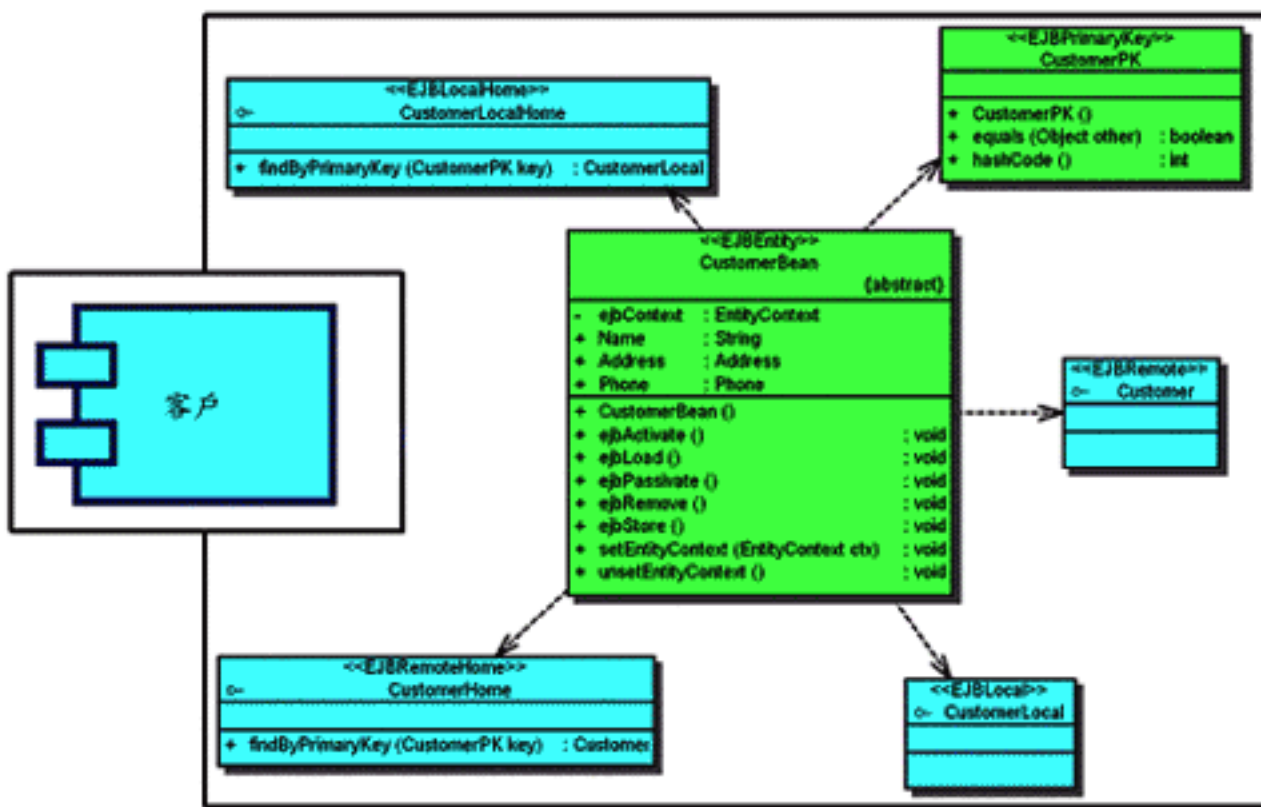 <<EJBPrimaryKey>>
CustomerPK
+ CustomerPK ()
+ equals (Object other) : boolean
+ hashCode () : int
<<EJBLocalHome>>
CustomerLocalHome
+ findByPrimaryKey (CustomerPK key) : CustomerLocal
<<EJBEntity>>
CustomerBean
{abstract}
- ejbContext : EntityContext
+ Name : String
+ Address : Address
+ Phone : Phone
+ CustomerBean ()
+ ejbActivate () : void
+ ejbLoad () : void
+ ejbPassivate () : void
+ ejbRemove () : void
+ ejbStore () : void
+ setEntityContext (EntityContext ctx) : void
+ unsetEntityContext () : void
客戶
<<EJBRemote>>
Customer
<<EJBRemoteHome>>
CustomerHome
+ findByPrimaryKey (CustomerPK key) : Customer
<<EJBLocal>>
CustomerLocal